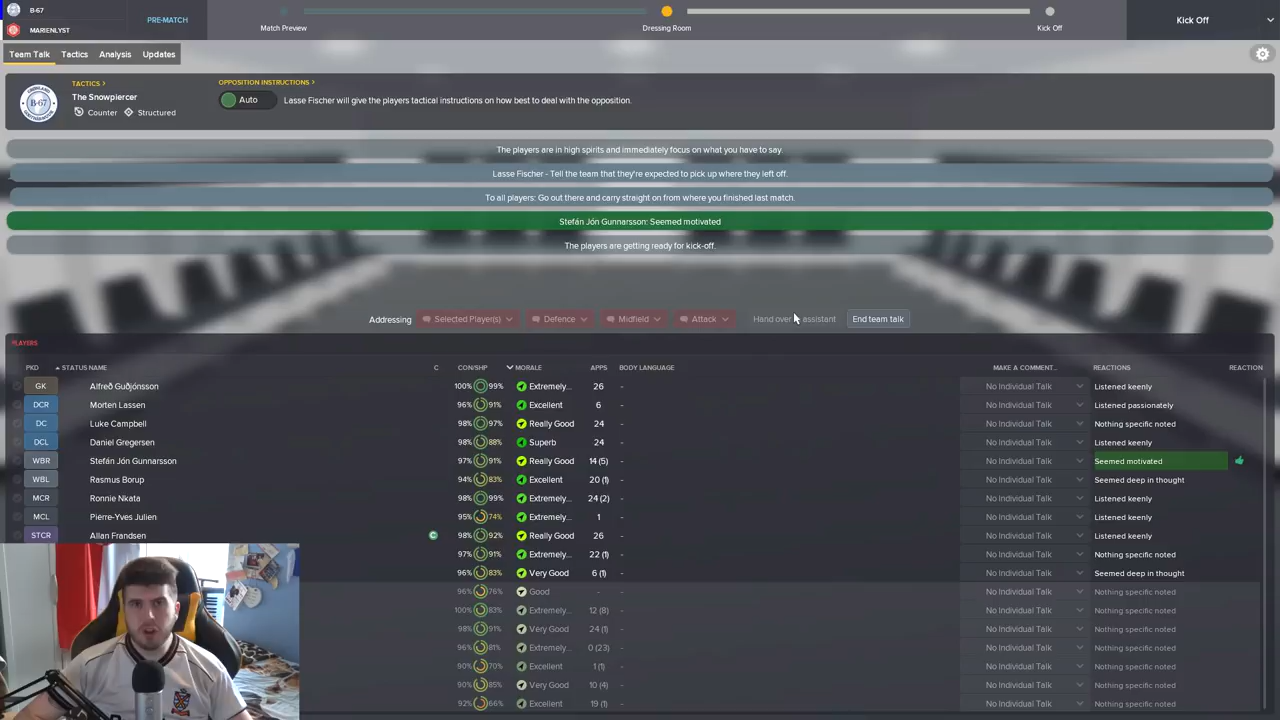 B-67
MARIENLYST
PRE-MATCH
Match Preview
Dressing Room
Kick Off
Kick Off
Team Talk
Tactics
Analysis
Updates
B-67
TACTICS >
The Snowpiercer
Counter
Structured
OPPOSITION INSTRUCTIONS >
Auto
Lasse Fischer will give the players tactical instructions on how best to deal with the opposition.
The players are in high spirits and immediately focus on what you have to say.
Lasse Fischer - Tell the team that they're expected to pick up where they left off.
To all players: Go out there and carry straight on from where you finished last match.
Stefán Jón Gunnarsson: Seemed motivated
The players are getting ready for kick-off.
Addressing Selected Player(s) Defence Midfield Attack Hand over assistant End team talk
PLAYERS
PKD STATUS NAME C CON/SHP MORALE APPS BODY LANGUAGE MAKE A COMMENT... REACTIONS REACTION
GK Alfreð Guðjónsson 100% 99% Extremely... 26 - No Individual Talk Listened keenly
DCR Morten Lassen 96% 91% Excellent 6 - No Individual Talk Listened passionately
DC Luke Campbell 98% 97% Really Good 24 - No Individual Talk Nothing specific noted
DCL Daniel Gregersen 98% 88% Superb 24 - No Individual Talk Listened keenly
WBR Stefán Jón Gunnarsson 97% 91% Really Good 14 (5) - No Individual Talk Seemed motivated
WBL Rasmus Borup 94% 83% Excellent 20 (1) - No Individual Talk Seemed deep in thought
MCR Ronnie Nkata 98% 99% Extremely... 24 (2) - No Individual Talk Listened keenly
MCL Pierre-Yves Julien 95% 74% Extremely... 1 - No Individual Talk Listened keenly
STCR Allan Frandsen C 98% 92% Really Good 26 - No Individual Talk Listened keenly
97% 91% Extremely... 22 (1) - No Individual Talk Nothing specific noted
96% 83% Very Good 6 (1) - No Individual Talk Seemed deep in thought
96% 76% Good - - No Individual Talk Nothing specific noted
100% 83% Extremely... 12 (8) - No Individual Talk Nothing specific noted
98% 91% Very Good 24 (1) - No Individual Talk Nothing specific noted
96% 81% Extremely... 0 (23) - No Individual Talk Nothing specific noted
90% 70% Excellent 1 (1) - No Individual Talk Nothing specific noted
90% 85% Very Good 10 (4) - No Individual Talk Nothing specific noted
92% 66% Excellent 19 (1) - No Individual Talk Nothing specific noted